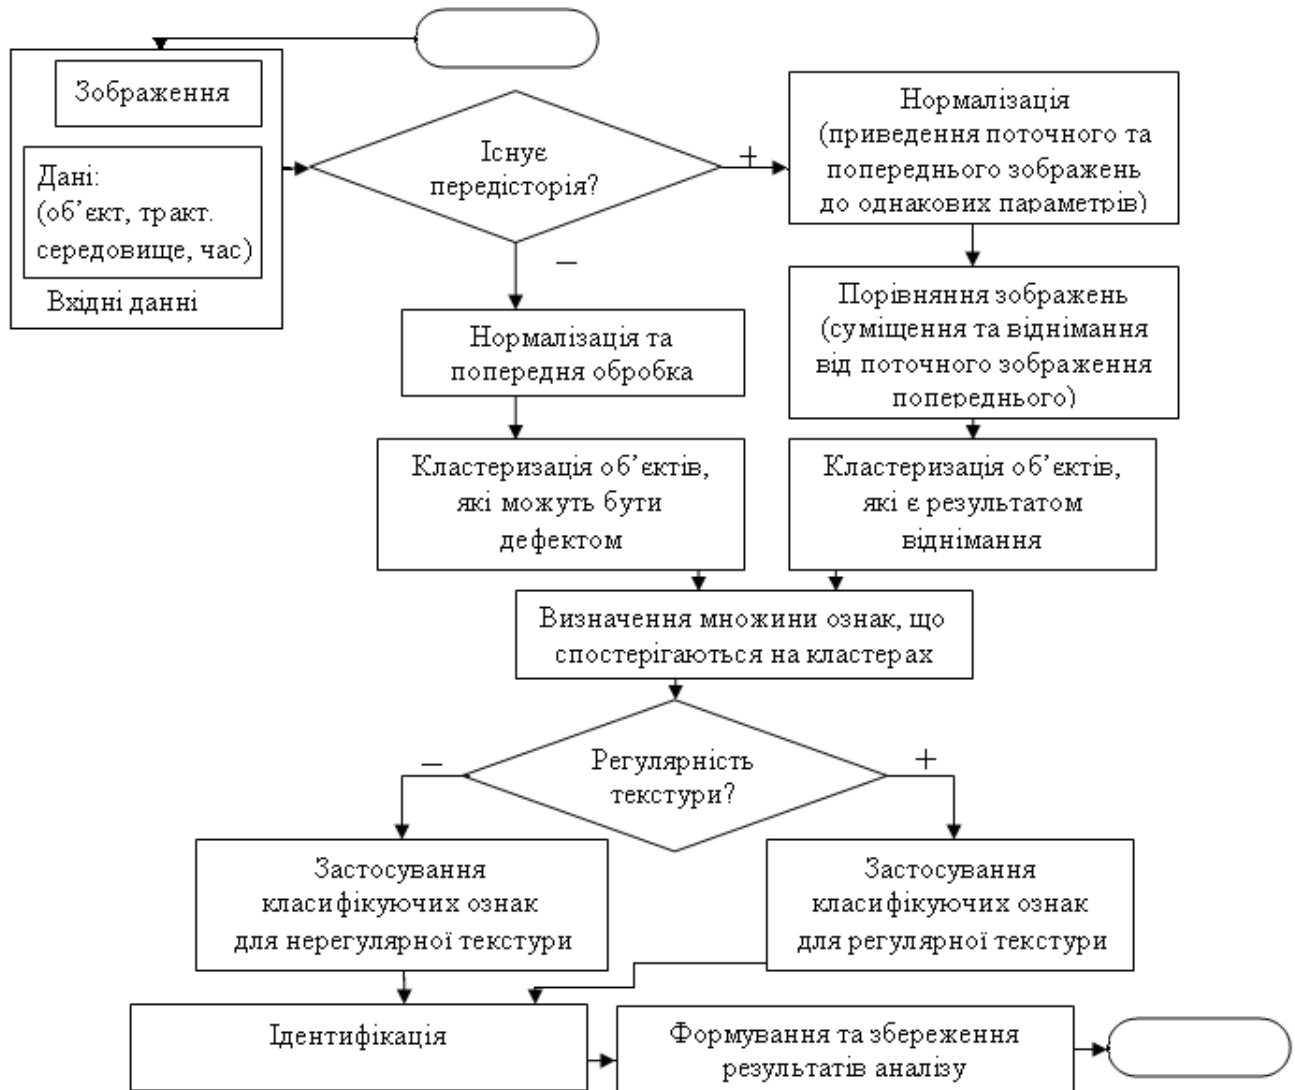 Зображення
Дані:
(об’єкт, тракт.
середовище, час)
Вхідні данні
Існує
передісторія?
+
–
Нормалізація
(приведення поточного та
попереднього зображень
до однакових параметрів)
Порівняння зображень
(суміщення та віднімання
від поточного зображення
попереднього)
Нормалізація та
попередня обробка
Кластеризація об’єктів,
які можуть бути
дефектом
Кластеризація об’єктів,
які є результатом
віднімання
Визначення множини ознак, що
спостерігаються на кластерах
Регулярність
текстури?
–
+
Застосування
класифікуючих ознак
для нерегулярної текстури
Застосування
класифікуючих ознак
для регулярної текстури
Ідентифікація
Формування та збереження
результатів аналізу